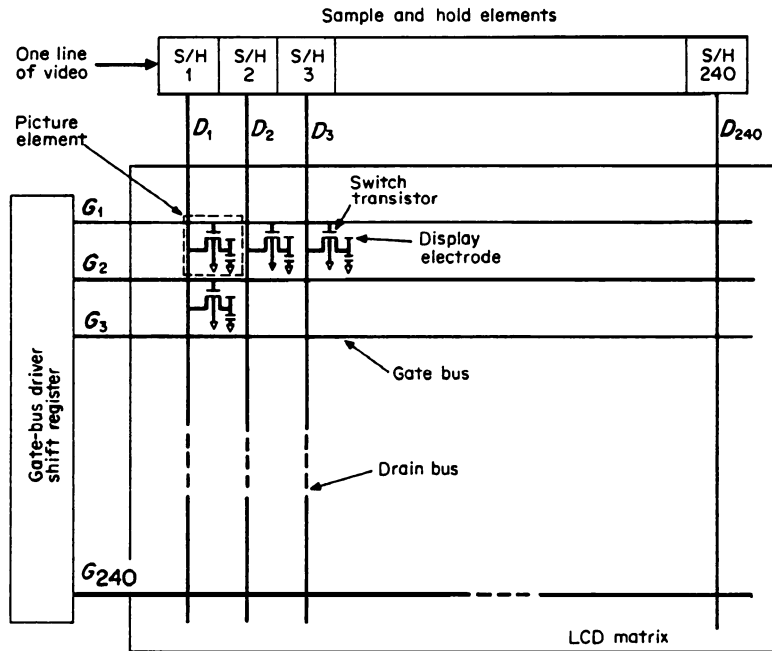 Sample and hold elements
One line
of video
S/H
1
S/H
2
S/H
3
S/H
240
Picture
element
D1
D2
D3
D240
Switch
transistor
G1
Display
electrode
G2
G3
Gate bus
Gate-bus driver
shift register
Drain bus
G240
LCD matrix